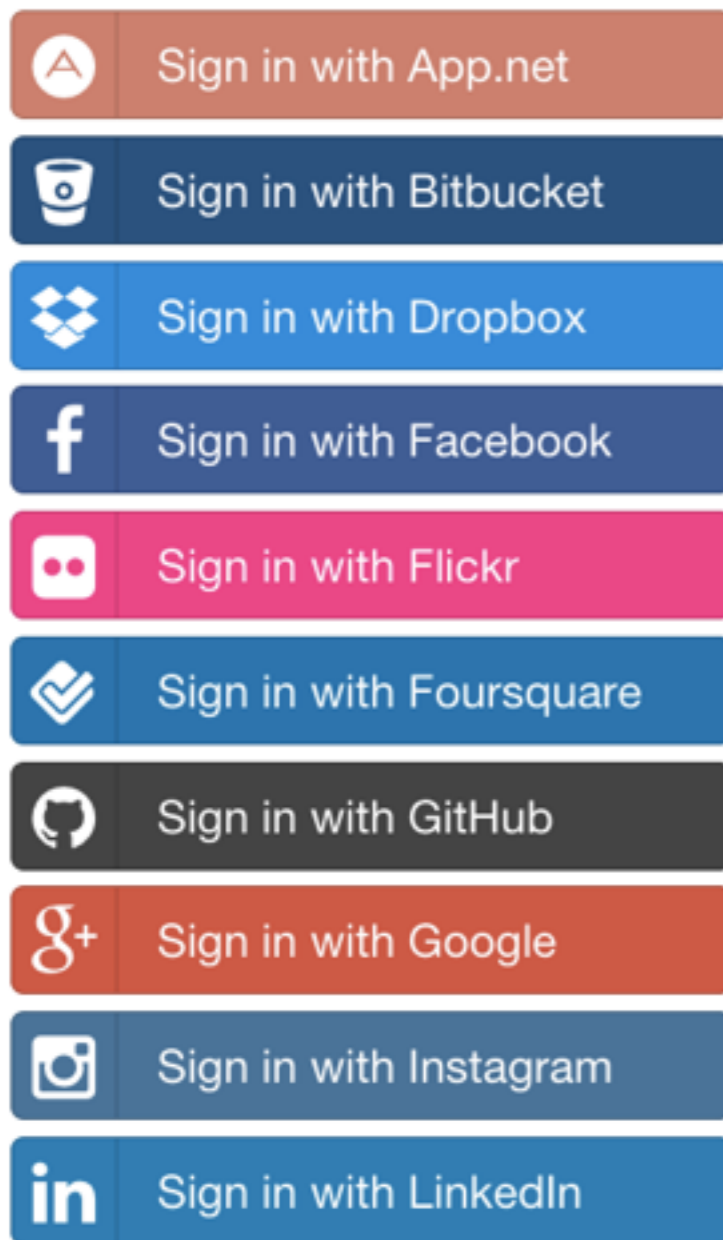 Sign in with App.net
Sign in with Bitbucket
Sign in with Dropbox
f Sign in with Facebook
Sign in with Flickr
Sign in with Foursquare
Sign in with GitHub
g+ Sign in with Google
Sign in with Instagram
in Sign in with LinkedIn